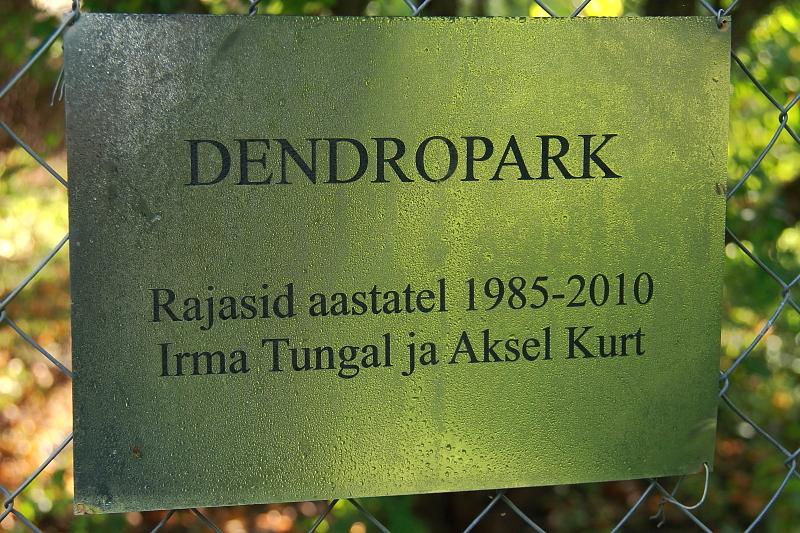 DENDROPARK
Rajasid aastatel 1985-2010
Irma Tungal ja Aksel Kurt